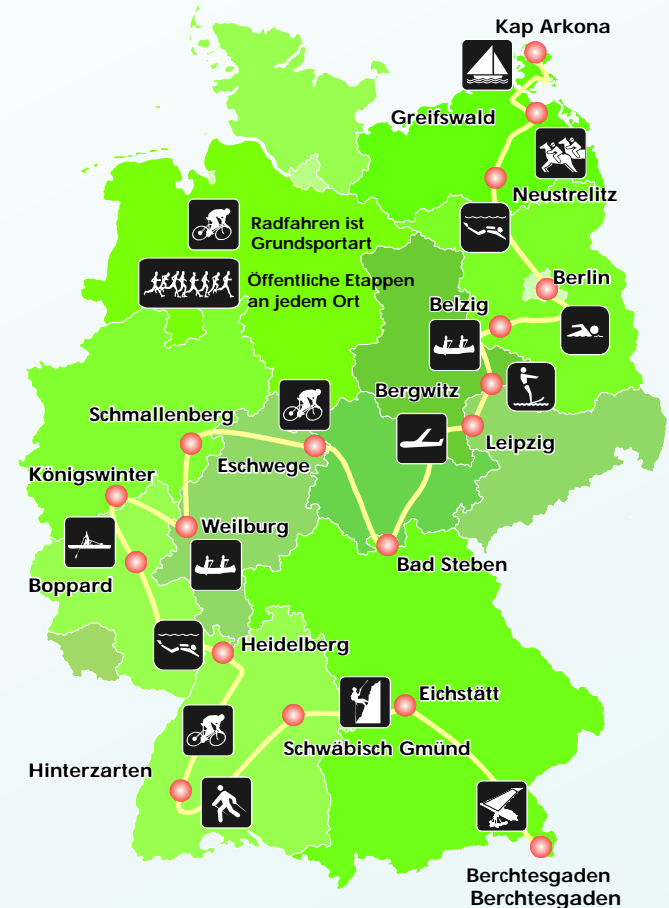 Kap Arkona
Greifswald
Neustrelitz
Radfahren ist
Grundsportart
Öffentliche Etappen
an jedem Ort
Berlin
Belzig
Bergwitz
Leipzig
Schmallenberg
Eschwege
Königswinter
Weilburg
Bad Steben
Boppard
Heidelberg
Eichstätt
Schwäbisch Gmünd
Hinterzarten
Berchtesgaden
Berchtesgaden